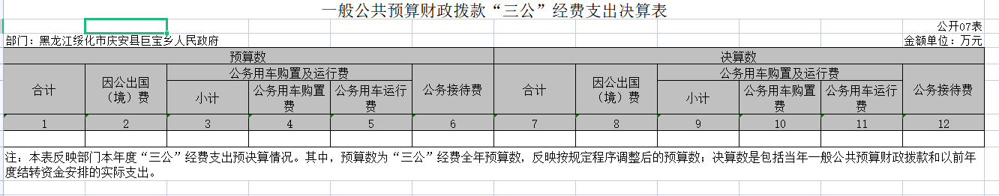 一般公共预算财政拨款“三公”经费支出决算表
公开07表
部门：黑龙江绥化市庆安县巨宝乡人民政府 金额单位：万元
预算数 决算数
合计 因公出国（境）费 公务用车购置及运行费 公务接待费 合计 因公出国（境）费 公务用车购置及运行费 公务接待费
小计 公务用车购置费 公务用车运行费 小计 公务用车购置费 公务用车运行费
1 2 3 4 5 6 7 8 9 10 11 12
注：本表反映部门本年度“三公”经费支出预决算情况。其中，预算数为“三公”经费全年预算数，反映按规定程序调整后的预算数；决算数是包括当年一般公共预算财政拨款和以前年
度结转资金安排的实际支出。